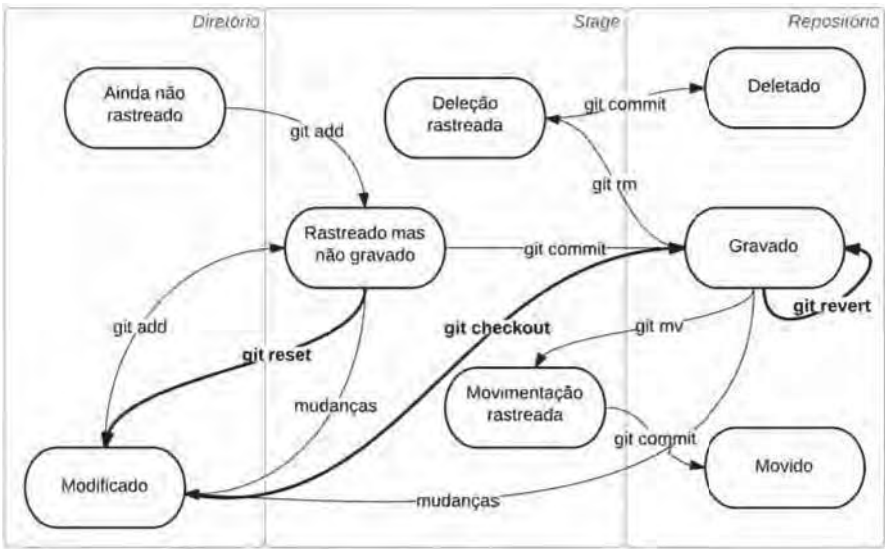 Diretório
Stage
Repositório
Ainda não
rastreado
Deleção
rastreada
git commit
Deletado
git add
git rm
Rastreado mas
não gravado
git commit
Gravado
git revert
git add
git reset
git checkout
git mv
mudanças
Movimentação
rastreada
git commit
Modificado
mudanças
Movido